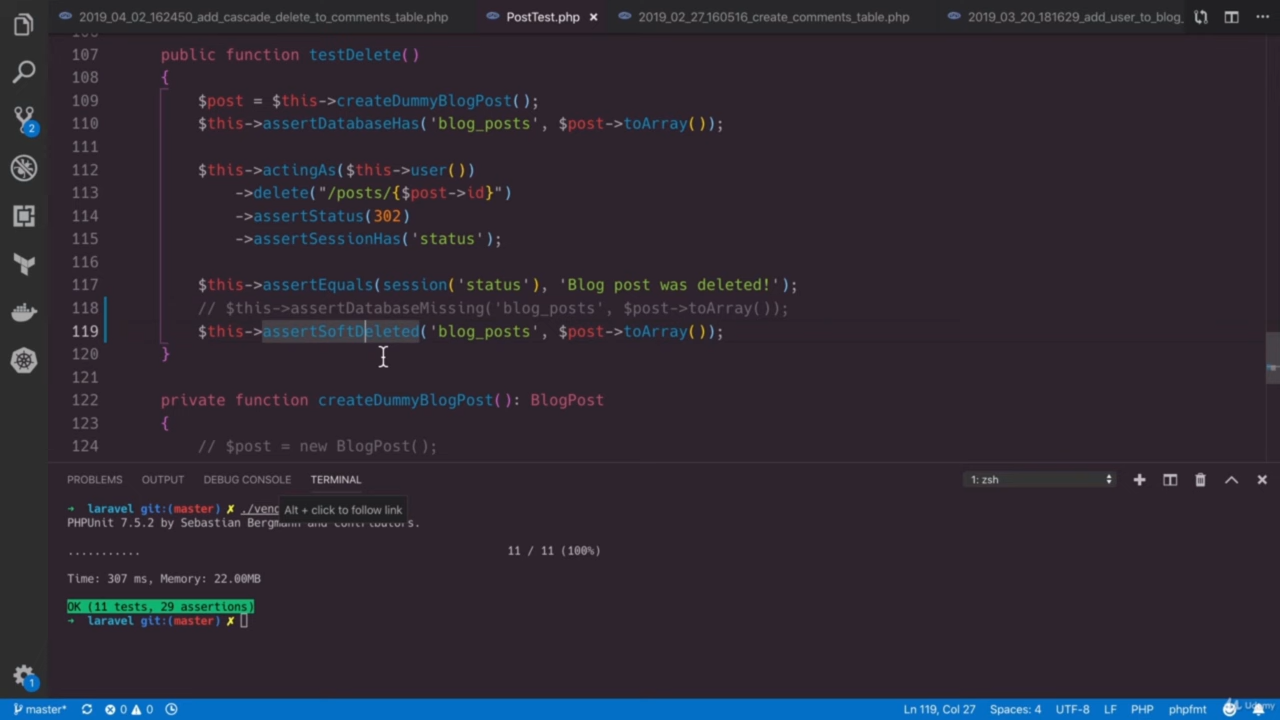 2019_04_02_162450_add_cascade_delete_to_comments_table.php PostTest.php × 2019_02_27_160516_create_comments_table.php 2019_03_20_181629_add_user_to_blog_
107 public function testDelete()
108 {
109 $post = $this->createDummyBlogPost();
110 $this->assertDatabaseHas('blog_posts', $post->toArray());
111
112 $this->actingAs($this->user())
113 ->delete("/posts/{$post->id}")
114 ->assertStatus(302)
115 ->assertSessionHas('status');
116
117 $this->assertEquals(session('status'), 'Blog post was deleted!');
118 // $this->assertDatabaseMissing('blog_posts', $post->toArray());
119 $this->assertSoftDeleted('blog_posts', $post->toArray());
120 }
121
122 private function createDummyBlogPost(): BlogPost
123 {
124 // $post = new BlogPost();
2
PROBLEMS OUTPUT DEBUG CONSOLE TERMINAL 1: zsh
→ laravel git:(master) ✗ ./vend
Alt + click to follow link
PHPUnit 7.5.2 by Sebastian Bergmann and contributors.
........... 11 / 11 (100%)
Time: 307 ms, Memory: 22.00MB
OK (11 tests, 29 assertions)
→ laravel git:(master) ✗
1
master* 0 0 Ln 119, Col 27 Spaces: 4 UTF-8 LF PHP phpfmt Udemy